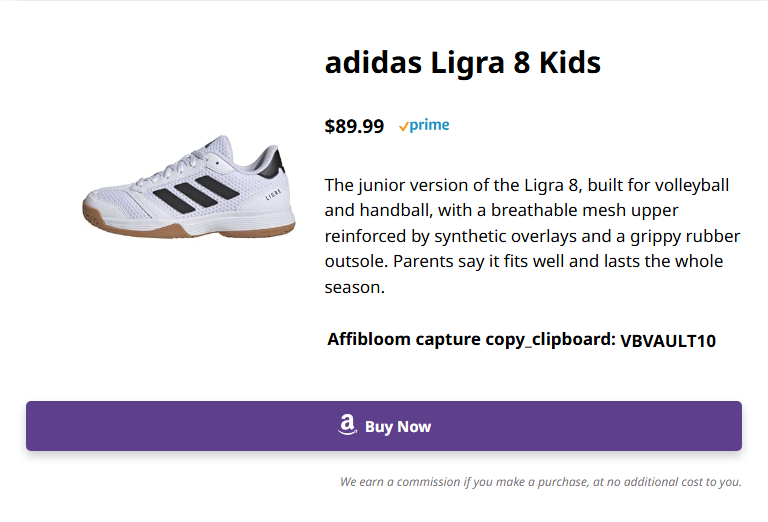 adidas Ligra 8 Kids
$89.99 prime
The junior version of the Ligra 8, built for volleyball
and handball, with a breathable mesh upper
reinforced by synthetic overlays and a grippy rubber
outsole. Parents say it fits well and lasts the whole
season.
LIGRA
Affibloom capture copy_clipboard: VBVAULT10
a Buy Now
We earn a commission if you make a purchase, at no additional cost to you.